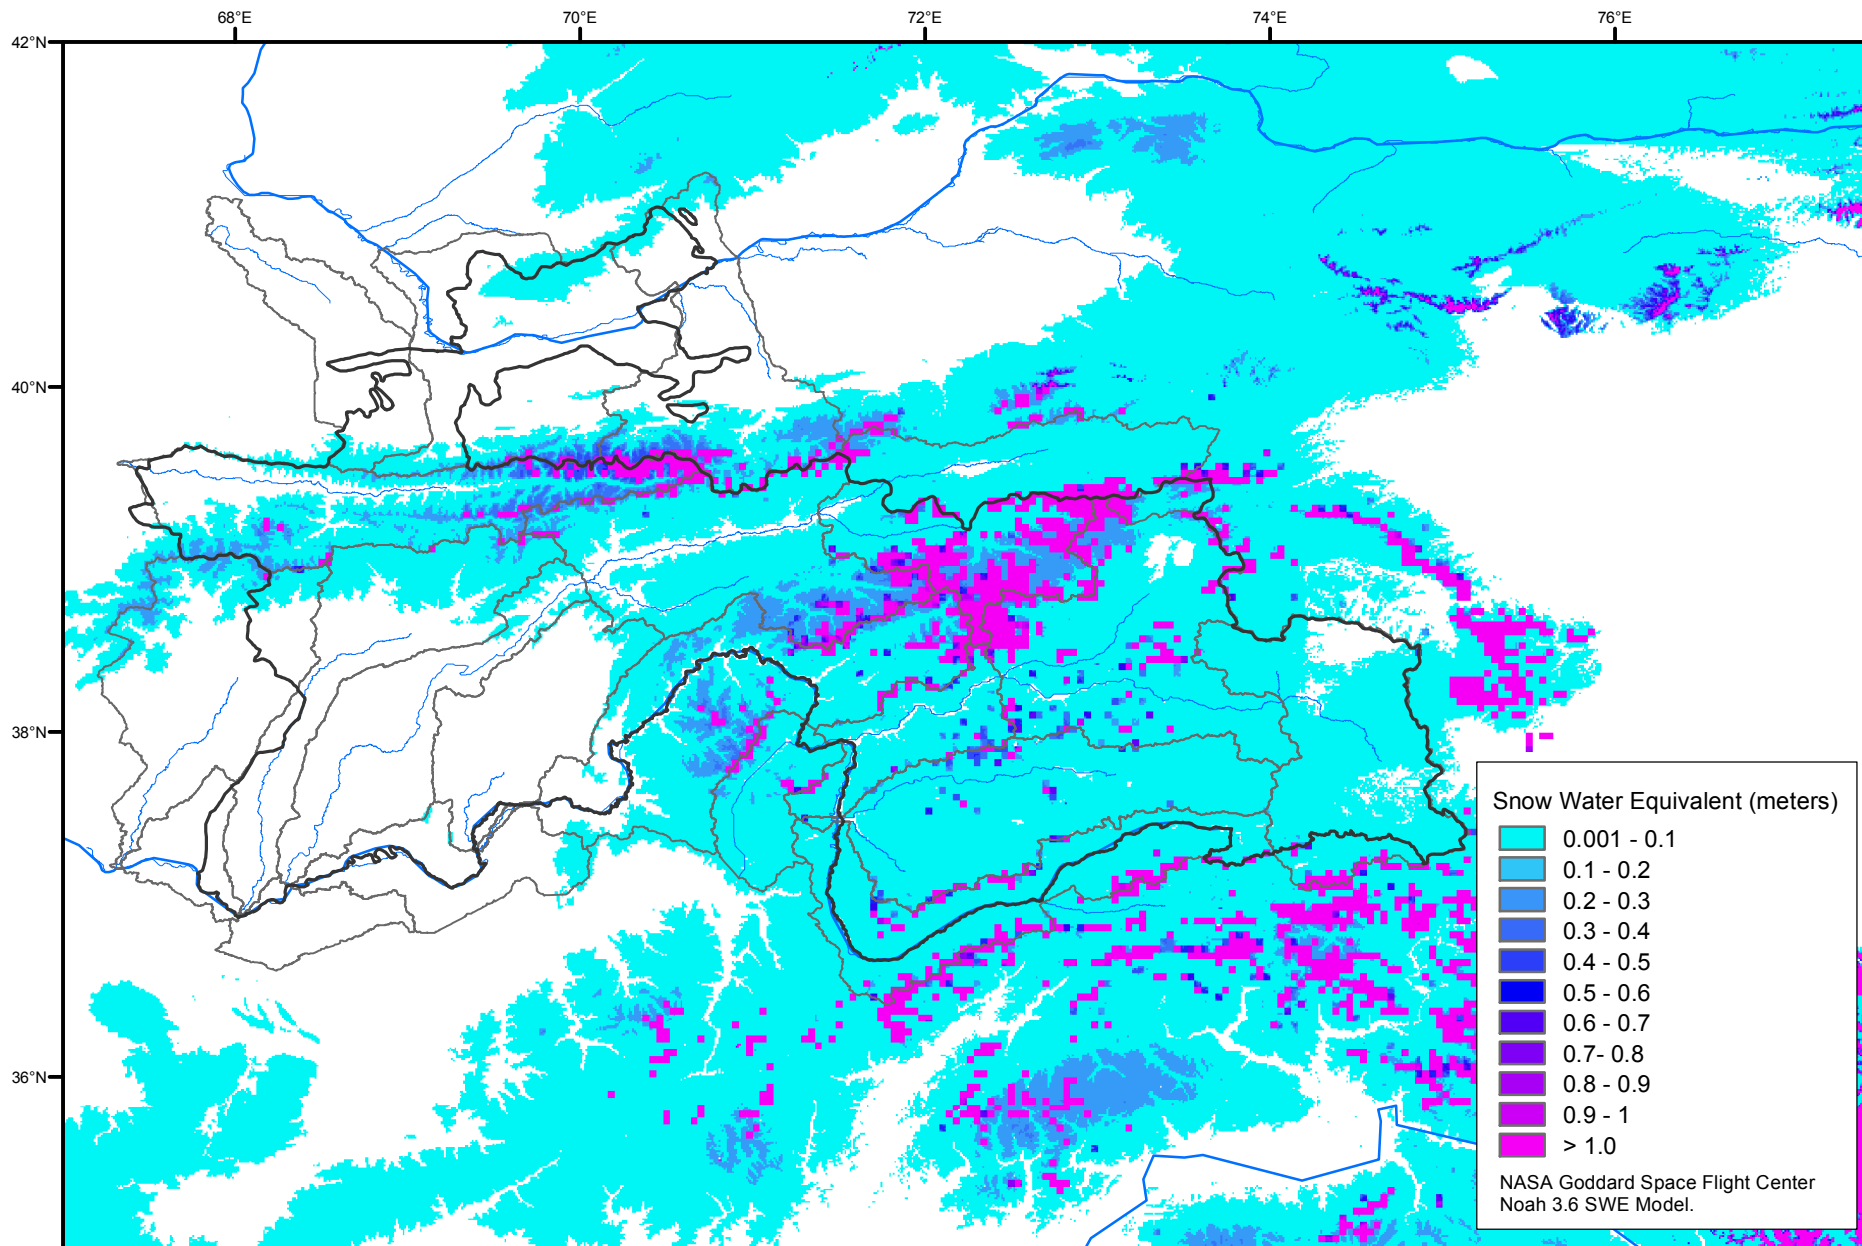 68°E 70°E 72°E 74°E 76°E
42°N
40°N
38°N
36°N
Snow Water Equivalent (meters)
0.001 - 0.1
0.1 - 0.2
0.2 - 0.3
0.3 - 0.4
0.4 - 0.5
0.5 - 0.6
0.6 - 0.7
0.7- 0.8
0.8 - 0.9
0.9 - 1
> 1.0
NASA Goddard Space Flight Center
Noah 3.6 SWE Model.